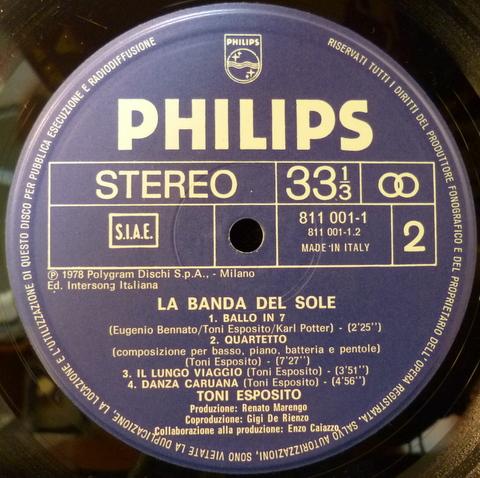 PHILIPS
PHILIPS
STEREO
33 1/3
S.I.A.E.
811 001-1
811 001-1.2
MADE IN ITALY
2
℗ 1978 Polygram Dischi S.p.A., - Milano
Ed. Intersong Italiana
LA BANDA DEL SOLE
1. BALLO IN 7
(Eugenio Bennato/Toni Esposito/Karl Potter) - (2'25")
2. QUARTETTO
(composizione per basso, piano, batteria e pentole)
(Toni Esposito) - (7'27")
3. IL LUNGO VIAGGIO (Toni Esposito) - (3'51")
4. DANZA CARUANA (Toni Esposito) - (4'56")
TONI ESPOSITO
Produzione: Renato Marengo
Coproduzione: Gigi De Rienzo
Collaborazione alla produzione: Enzo Caiazzo
RISERVATI TUTTI I DIRITTI DEL PRODUTTORE FONOGRAFICO E DEL PROPRIETARIO DELL'OPERA REGISTRATA. SALVO AUTORIZZAZIONI, SONO VIETATE LA DUPLICAZIONE, LA LOCAZIONE E L'UTILIZZAZIONE DI QUESTO DISCO PER PUBBLICA ESECUZIONE E RADIODIFFUSIONE